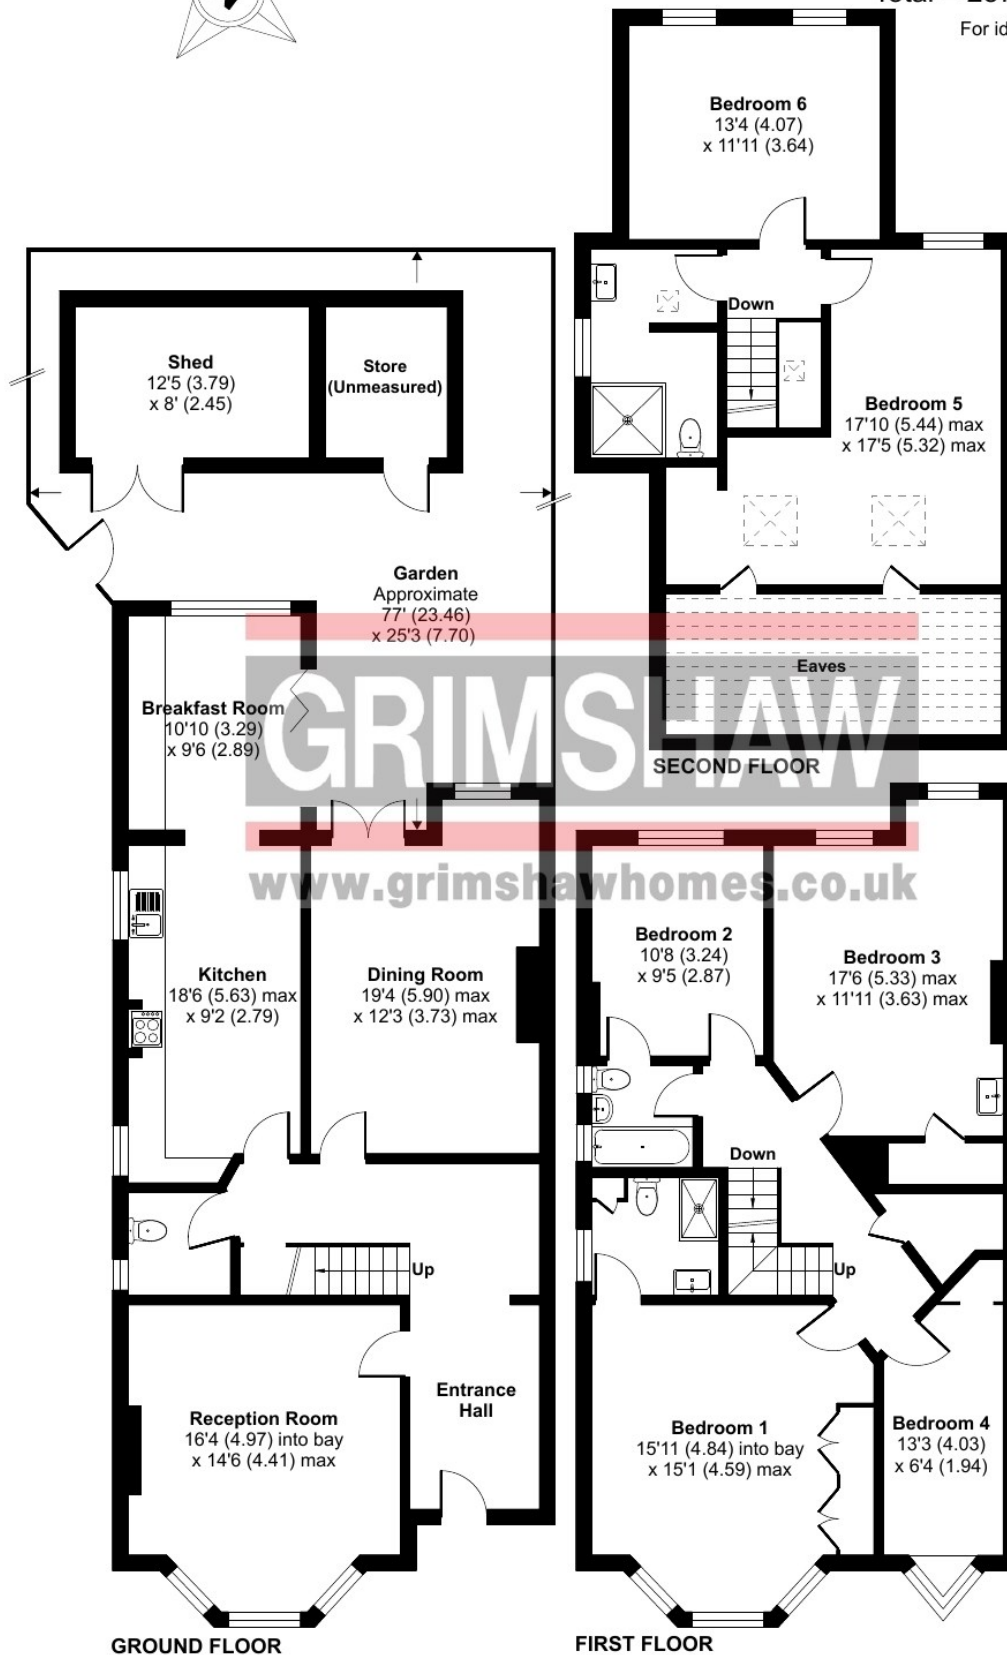 For id
Bedroom 6
13'4 (4.07)
x 11'11 (3.64)
Down
Bedroom 5
17'10 (5.44) max
x 17'5 (5.32) max
Eaves
SECOND FLOOR
Shed
12'5 (3.79)
x 8' (2.45)
Store
(Unmeasured)
Garden
Approximate
77' (23.46)
x 25'3 (7.70)
Breakfast Room
10'10 (3.29)
x 9'6 (2.89)
GRIMSHAW
www.grimshawhomes.co.uk
Kitchen
18'6 (5.63) max
x 9'2 (2.79)
Dining Room
19'4 (5.90) max
x 12'3 (3.73) max
Up
Reception Room
16'4 (4.97) into bay
x 14'6 (4.41) max
Entrance
Hall
GROUND FLOOR
Bedroom 2
10'8 (3.24)
x 9'5 (2.87)
Bedroom 3
17'6 (5.33) max
x 11'11 (3.63) max
Down
Up
Bedroom 1
15'11 (4.84) into bay
x 15'1 (4.59) max
Bedroom 4
13'3 (4.03)
x 6'4 (1.94)
FIRST FLOOR